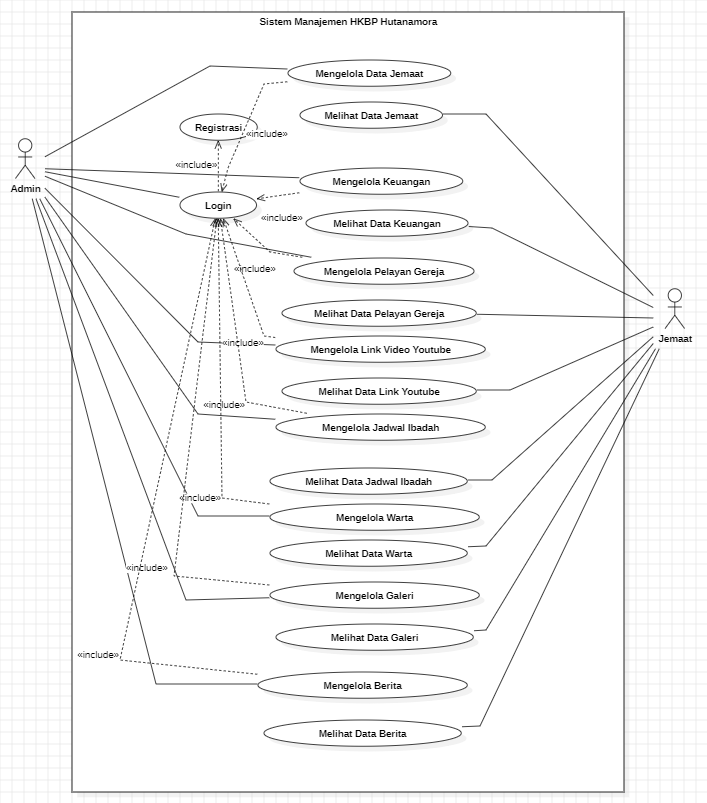 Sistem Manajemen HKBP Hutanamora
Mengelola Data Jemaat
Melihat Data Jemaat
Registrasi
«include»
«include»
Mengelola Keuangan
Admin
Login
«include»
Melihat Data Keuangan
«include»
Mengelola Pelayan Gereja
Melihat Data Pelayan Gereja
Jemaat
«include»
Mengelola Link Video Youtube
Melihat Data Link Youtube
«include»
Mengelola Jadwal Ibadah
Melihat Data Jadwal Ibadah
«include»
Mengelola Warta
Melihat Data Warta
«include»
Mengelola Galeri
Melihat Data Galeri
«include»
Mengelola Berita
Melihat Data Berita